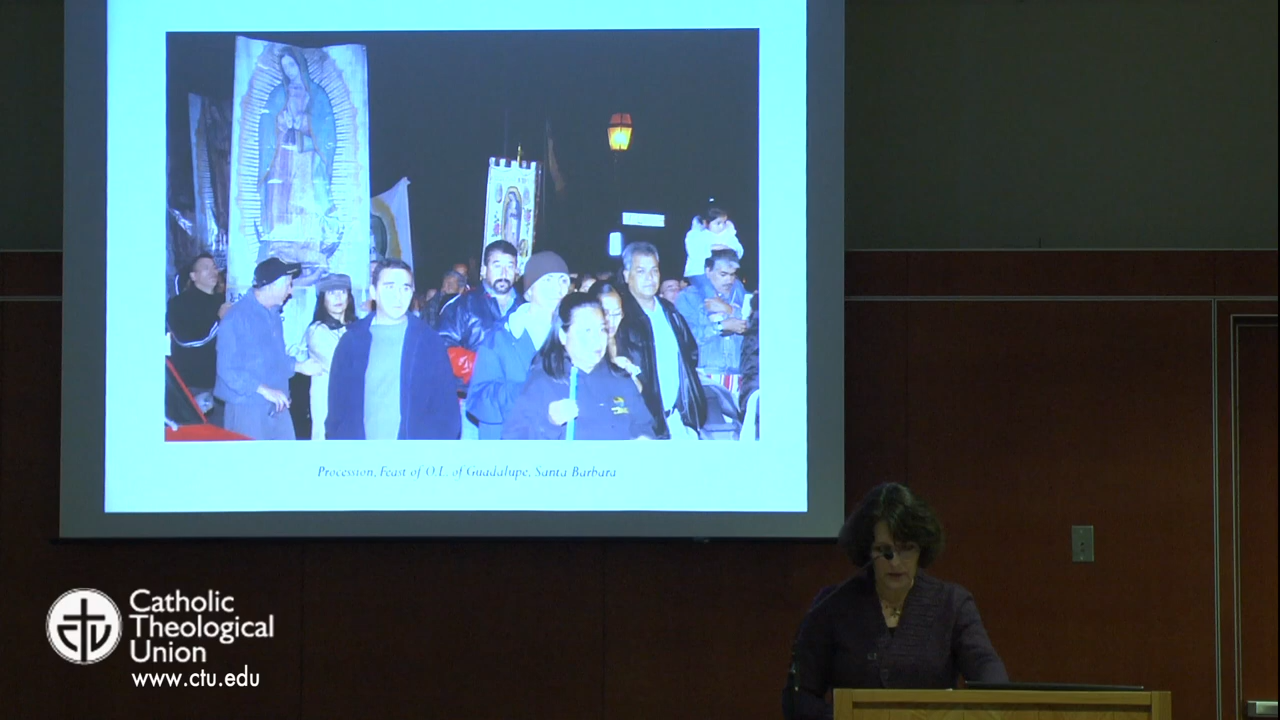 Procession, Feast of O.L. of Guadalupe, Santa Barbara
Catholic
Theological
Union
www.ctu.edu